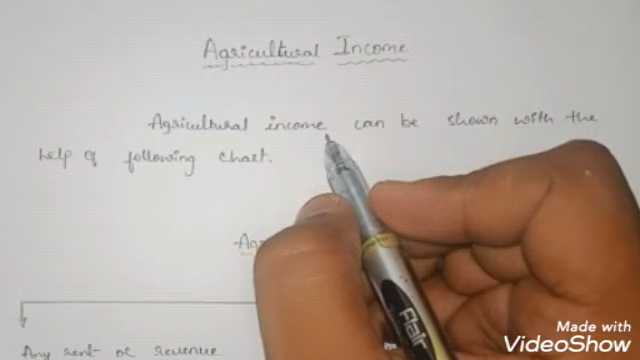 Agricultural Income
Agricultural income can be shown with the
help of following chart.
Any rent or revenue
Flair
Made with
VideoShow